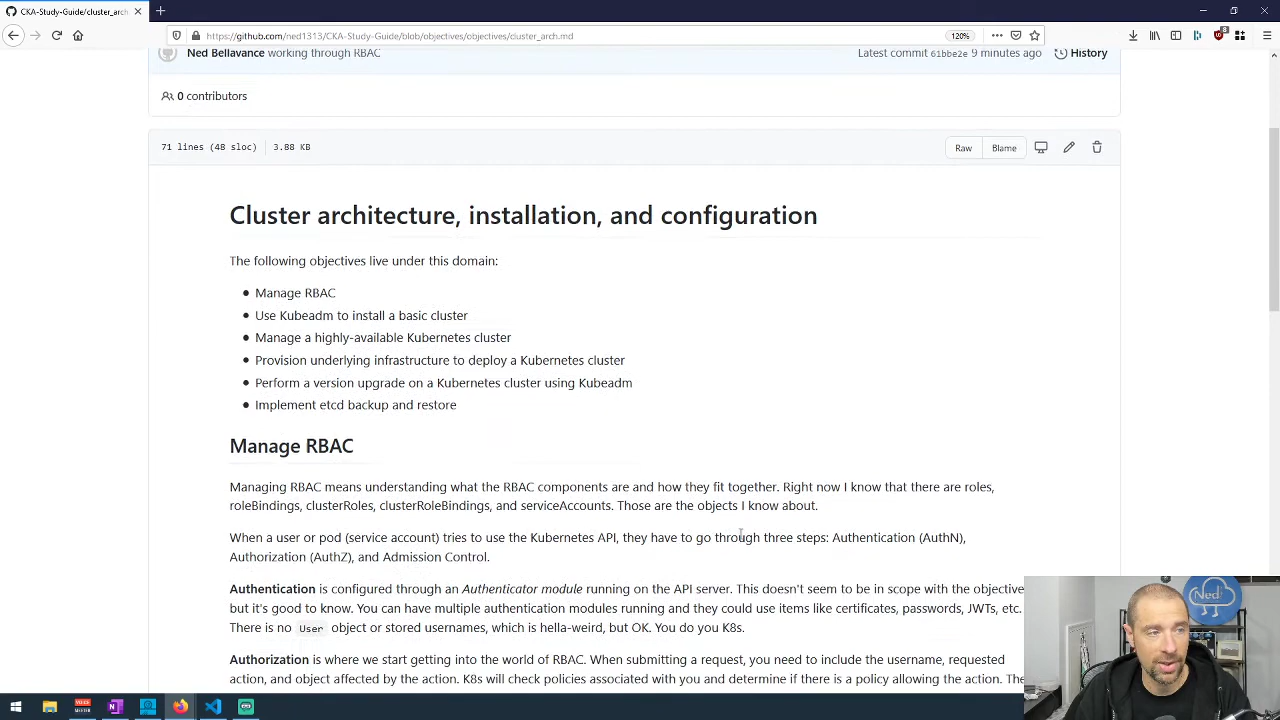 CKA-Study-Guide/cluster_arch
https://github.com/ned1313/CKA-Study-Guide/blob/objectives/objectives/cluster_arch.md
120%
Ned Bellavance working through RBAC
Latest commit 61bbe2e 9 minutes ago
History
0 contributors
71 lines (48 sloc)
3.88 KB
Raw
Blame
Cluster architecture, installation, and configuration
The following objectives live under this domain:
Manage RBAC
Use Kubeadm to install a basic cluster
Manage a highly-available Kubernetes cluster
Provision underlying infrastructure to deploy a Kubernetes cluster
Perform a version upgrade on a Kubernetes cluster using Kubeadm
Implement etcd backup and restore
Manage RBAC
Managing RBAC means understanding what the RBAC components are and how they fit together. Right now I know that there are roles,
roleBindings, clusterRoles, clusterRoleBindings, and serviceAccounts. Those are the objects I know about.
When a user or pod (service account) tries to use the Kubernetes API, they have to go through three steps: Authentication (AuthN),
Authorization (AuthZ), and Admission Control.
Authentication is configured through an Authenticator module running on the API server. This doesn't seem to be in scope with the objective
but it's good to know. You can have multiple authentication modules running and they could use items like certificates, passwords, JWTs, etc.
There is no User object or stored usernames, which is hella-weird, but OK. You do you K8s.
Authorization is where we start getting into the world of RBAC. When submitting a request, you need to include the username, requested
action, and object affected by the action. K8s will check policies associated with you and determine if there is a policy allowing the action. The
Ned